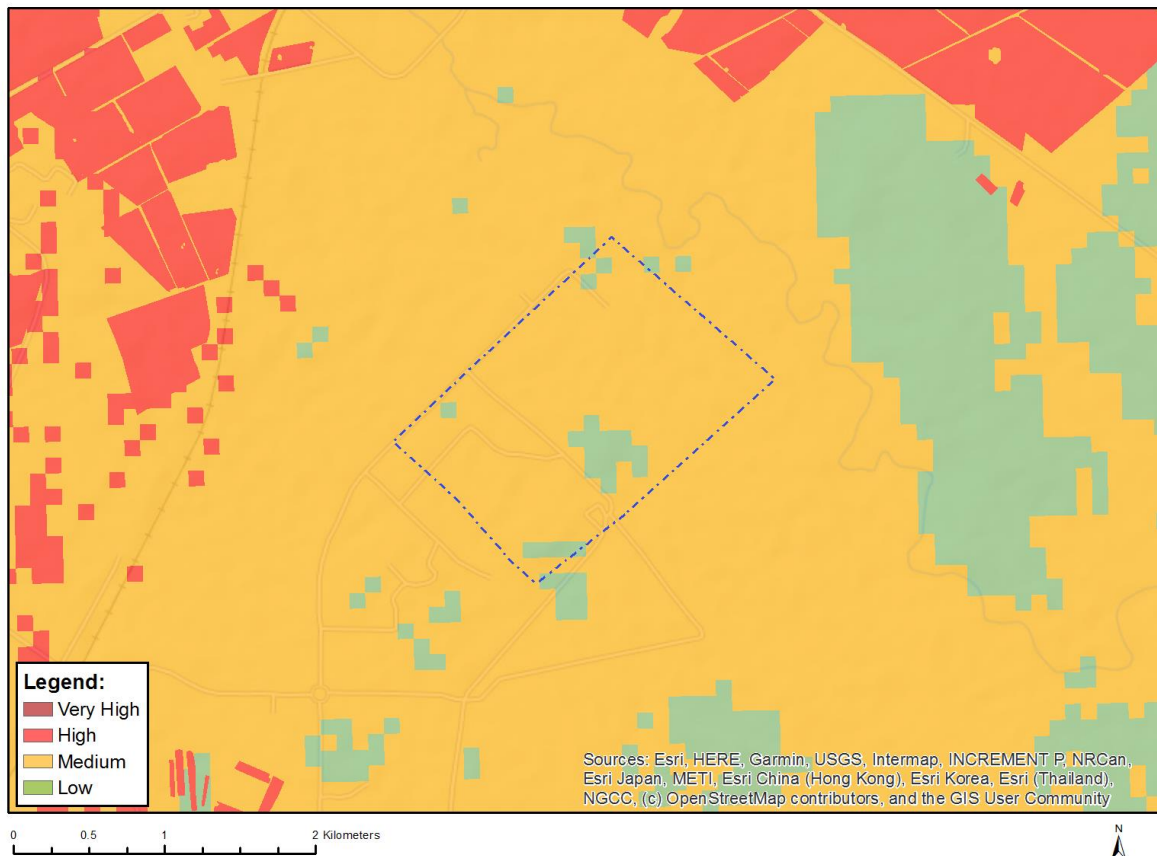 Legend:
Very High
High
Medium
Low
Sources: Esri, HERE, Garmin, USGS, Intermap, INCREMENT P, NRCan,
Esri Japan, METI, Esri China (Hong Kong), Esri Korea, Esri (Thailand),
NGCC, (c) OpenStreetMap contributors, and the GIS User Community
0 0.5 1 2 Kilometers
N